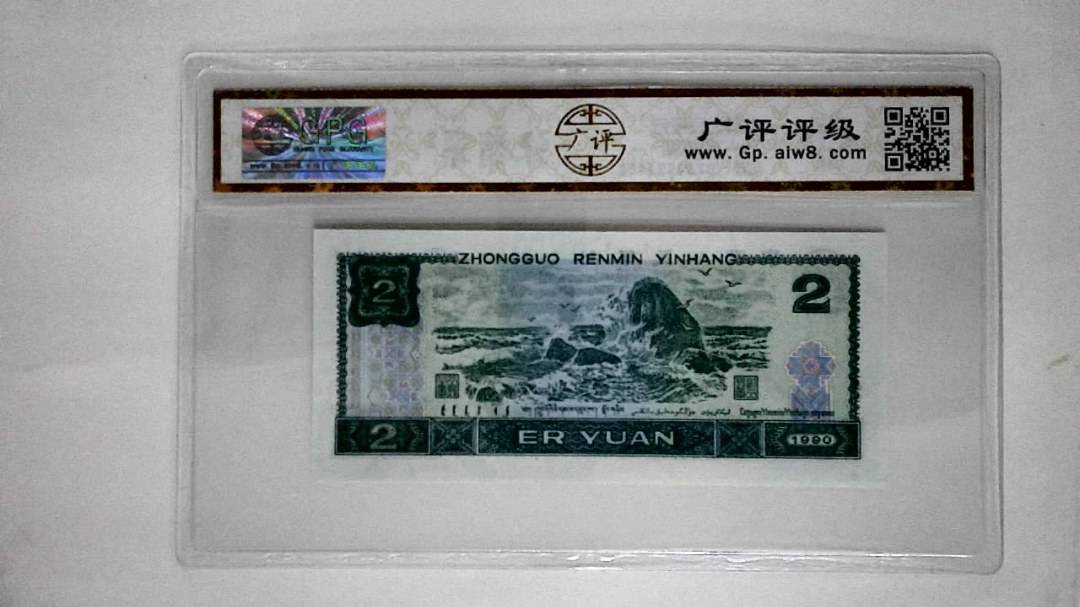 GPG
广评
广评评级
www. Gp. aiw8. com
ZHONGGUO RENMIN YINHANG
2
2
2
ER YUAN
1990